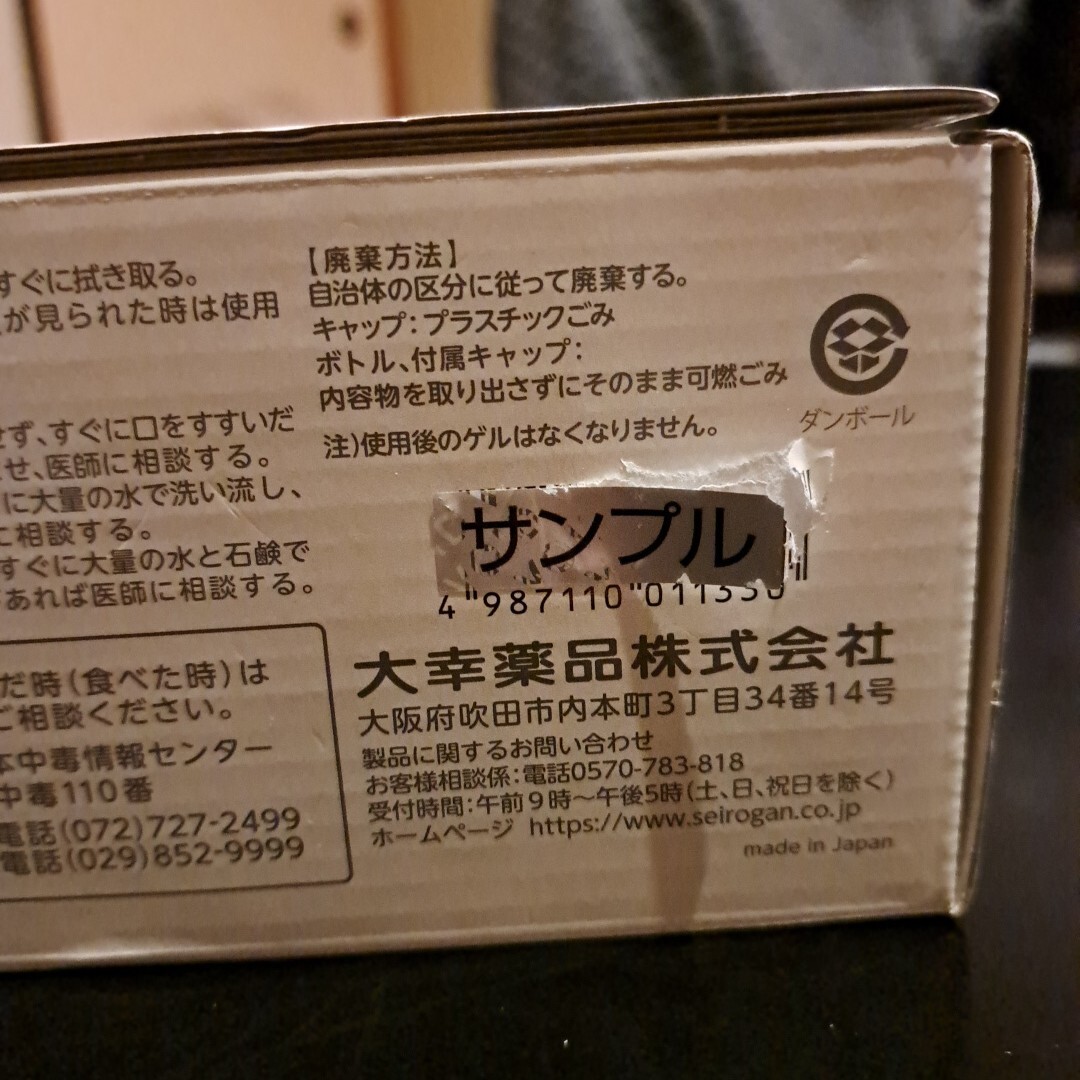 すぐに拭き取る。
が見られた時は使用
せず、すぐに口をすすいだ
せ、医師に相談する。
に大量の水で洗い流し、
に相談する。
すぐに大量の水と石鹸で
あれば医師に相談する。
だ時(食べた時)は
ご相談ください。
本中毒情報センター
中毒110番
電話(072)727-2499
電話(029)852-9999
【廃棄方法】
自治体の区分に従って廃棄する。
キャップ:プラスチックごみ
ボトル、付属キャップ:
内容物を取り出さずにそのまま可燃ごみ
注)使用後のゲルはなくなりません。
ダンボール
サンプル
4 987110 011330
大幸薬品株式会社
大阪府吹田市内本町3丁目34番14号
製品に関するお問い合わせ
お客様相談係:電話0570-783-818
受付時間:午前9時〜午後5時(土、日、祝日を除く)
ホームページ https://www.seirogan.co.jp
made in Japan